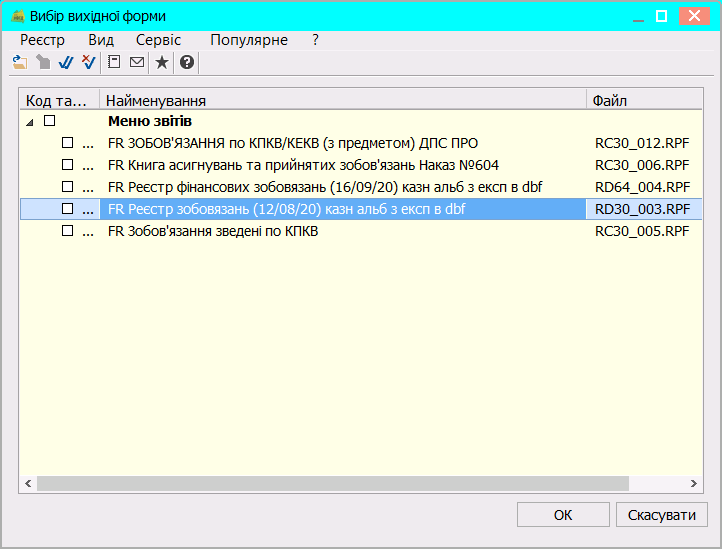 Вибір вихідної форми
Реєстр Вид Сервіс Популярне ?
Код та... Найменування Файл
Меню звітів
... FR ЗОБОВ'ЯЗАННЯ по КПКВ/КЕКВ (з предметом) ДПС ПРО RC30_012.RPF
... FR Книга асигнувань та прийнятих зобов'язань Наказ №604 RC30_006.RPF
... FR Реєстр фінансових зобовязань (16/09/20) казн альб з експ в dbf RD64_004.RPF
... FR Реєстр зобовязань (12/08/20) казн альб з експ в dbf RD30_003.RPF
... FR Зобов'язання зведені по КПКВ RC30_005.RPF
OK Скасувати